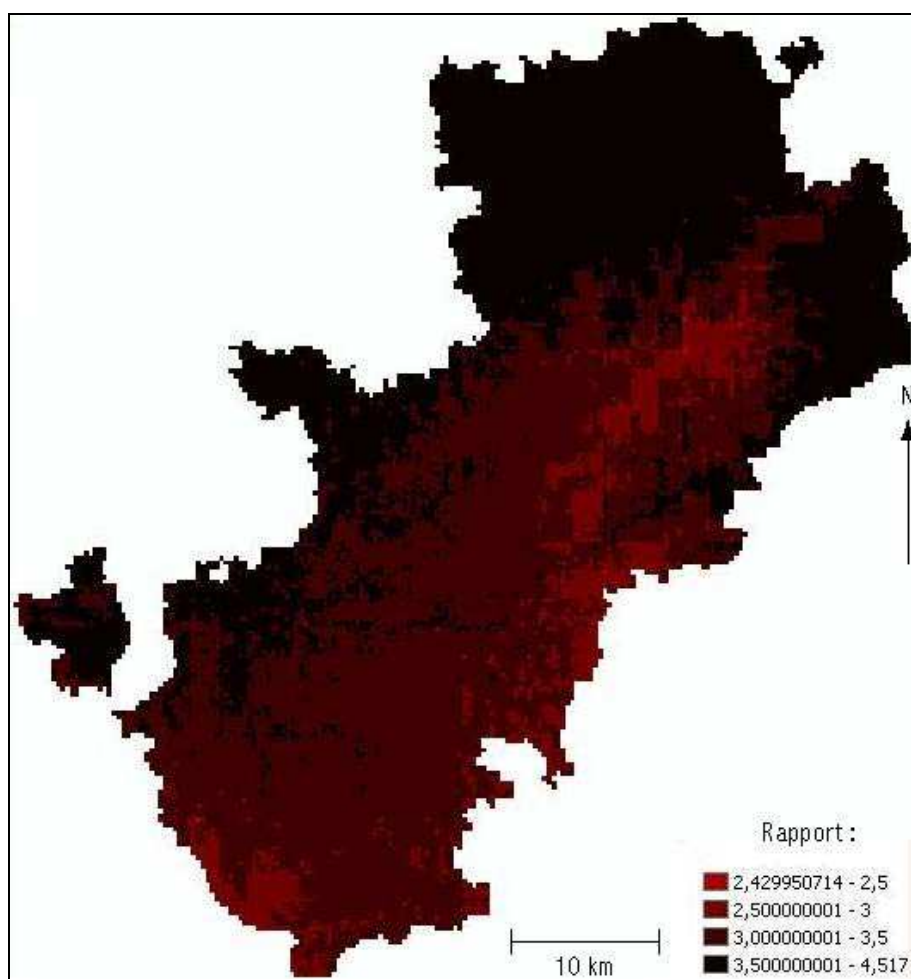 N
Rapport :
2,429950714 - 2,5
2,500000001 - 3
3,000000001 - 3,5
3,500000001 - 4,517
10 km